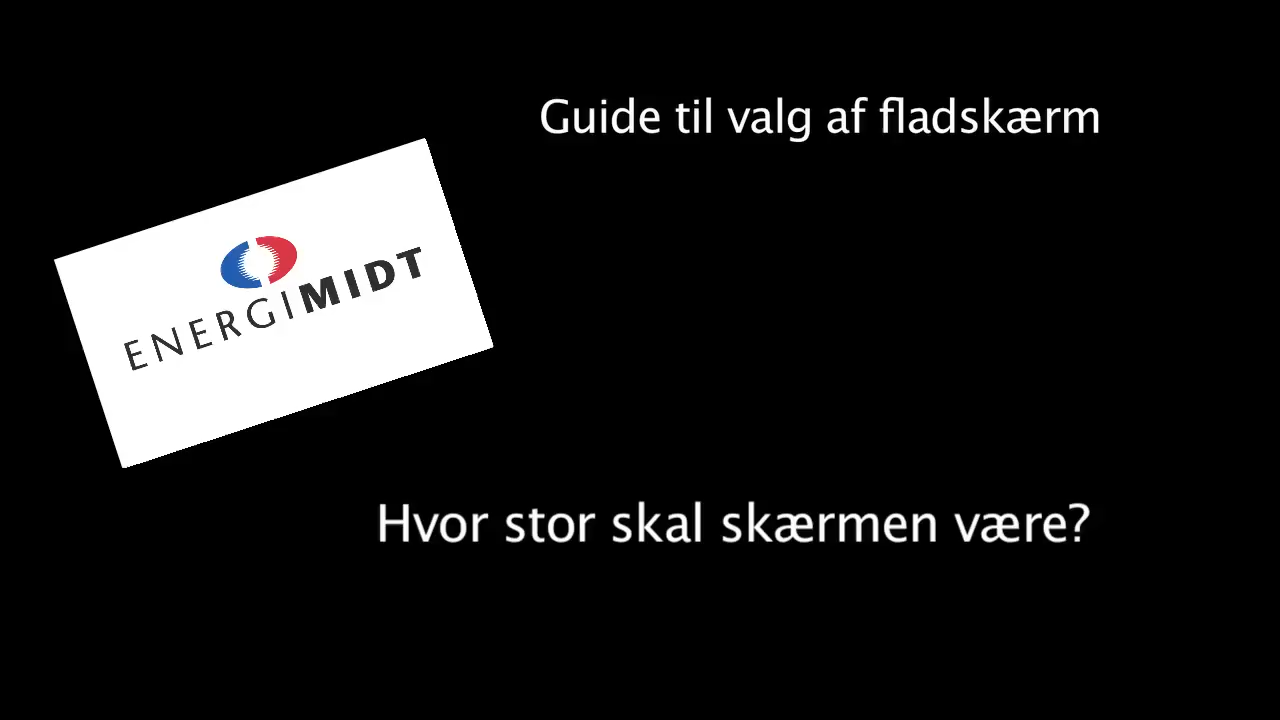 Guide til valg af fladskærm
ENERGIMIDT
Hvor stor skal skærmen være?